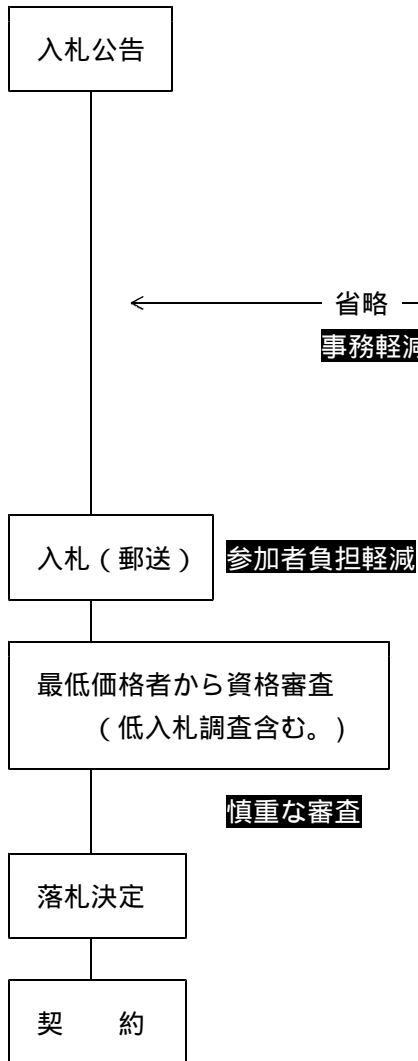 入札公告
省略
事務軽減
入札(郵送)
参加者負担軽減
最低価格者から資格審査
(低入札調査含む。)
慎重な審査
落札決定
契　約